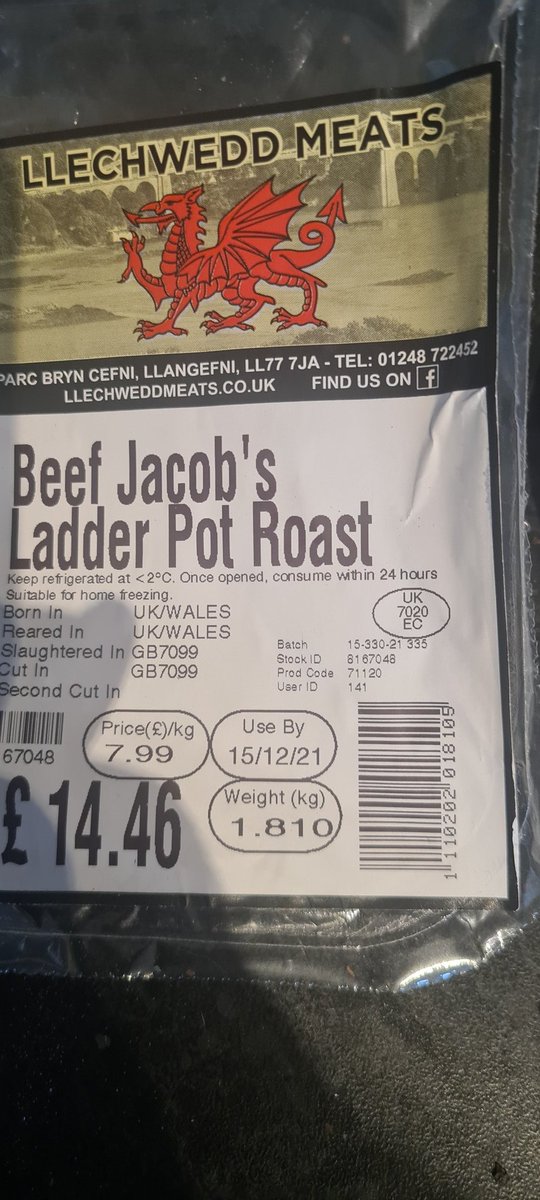 LLECHWEDD MEATS
PARC BRYN CEFNI, LLANGEFNI, LL77 7JA - TEL: 01248 722452
LLECHWEDDMEATS.CO.UK FIND US ON f
Beef Jacob's
Ladder Pot Roast
Keep refrigerated at <2°C. Once opened, consume within 24 hours
Suitable for home freezing.
UK
7020
EC
Born In UK/WALES
Reared In UK/WALES
Slaughtered In GB7099
Cut In GB7099
Second Cut In
Batch 15-330-21 335
Stock ID 8167048
Prod Code 71120
User ID 141
67048
Price(£)/kg
7.99
Use By
15/12/21
£14.46
Weight (kg)
1.810
1 110202 018105